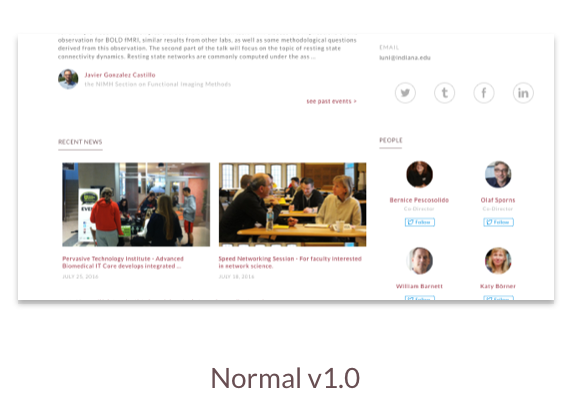 observation for BOLD fMRI, similar results from other labs, as well as some methodological questions
derived from this observation. The second part of the talk will focus on the topic of resting state
connectivity dynamics. Resting state networks are commonly computed under the ass ...
Javier Gonzalez Castillo
the NIMH Section on Functional Imaging Methods
see past events »
RECENT NEWS
Pervasive Technology Institute - Advanced
Biomedical IT Core develops integrated ...
JULY 25, 2016
Speed Networking Session - For faculty interested
in network science.
JULY 18, 2016
EMAIL
iuni@indiana.edu
PEOPLE
Bernice Pescosolido
Co-Director
Follow
Olaf Sporns
Co-Director
Follow
William Barnett
Follow
Katy Börner
Follow
Normal v1.0